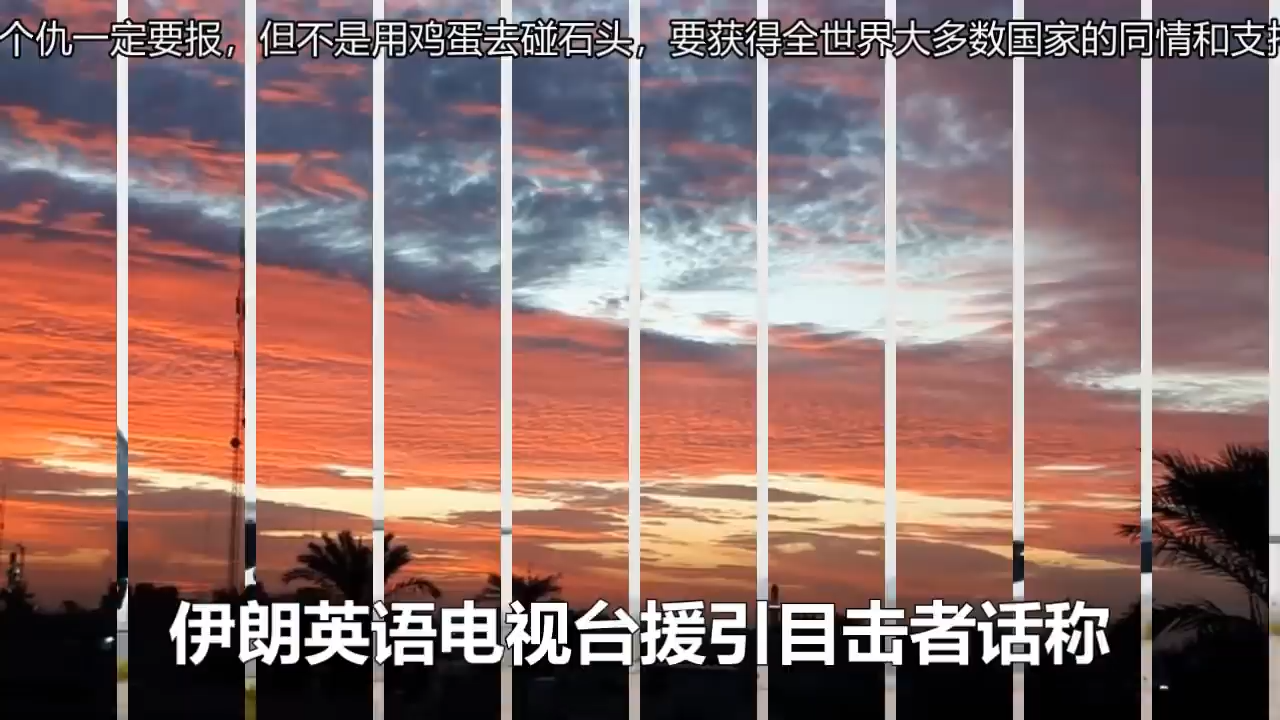 个仇一定要报，但不是用鸡蛋去碰石头，要获得全世界大多数国家的同情和支持
伊朗英语电视台援引目击者话称